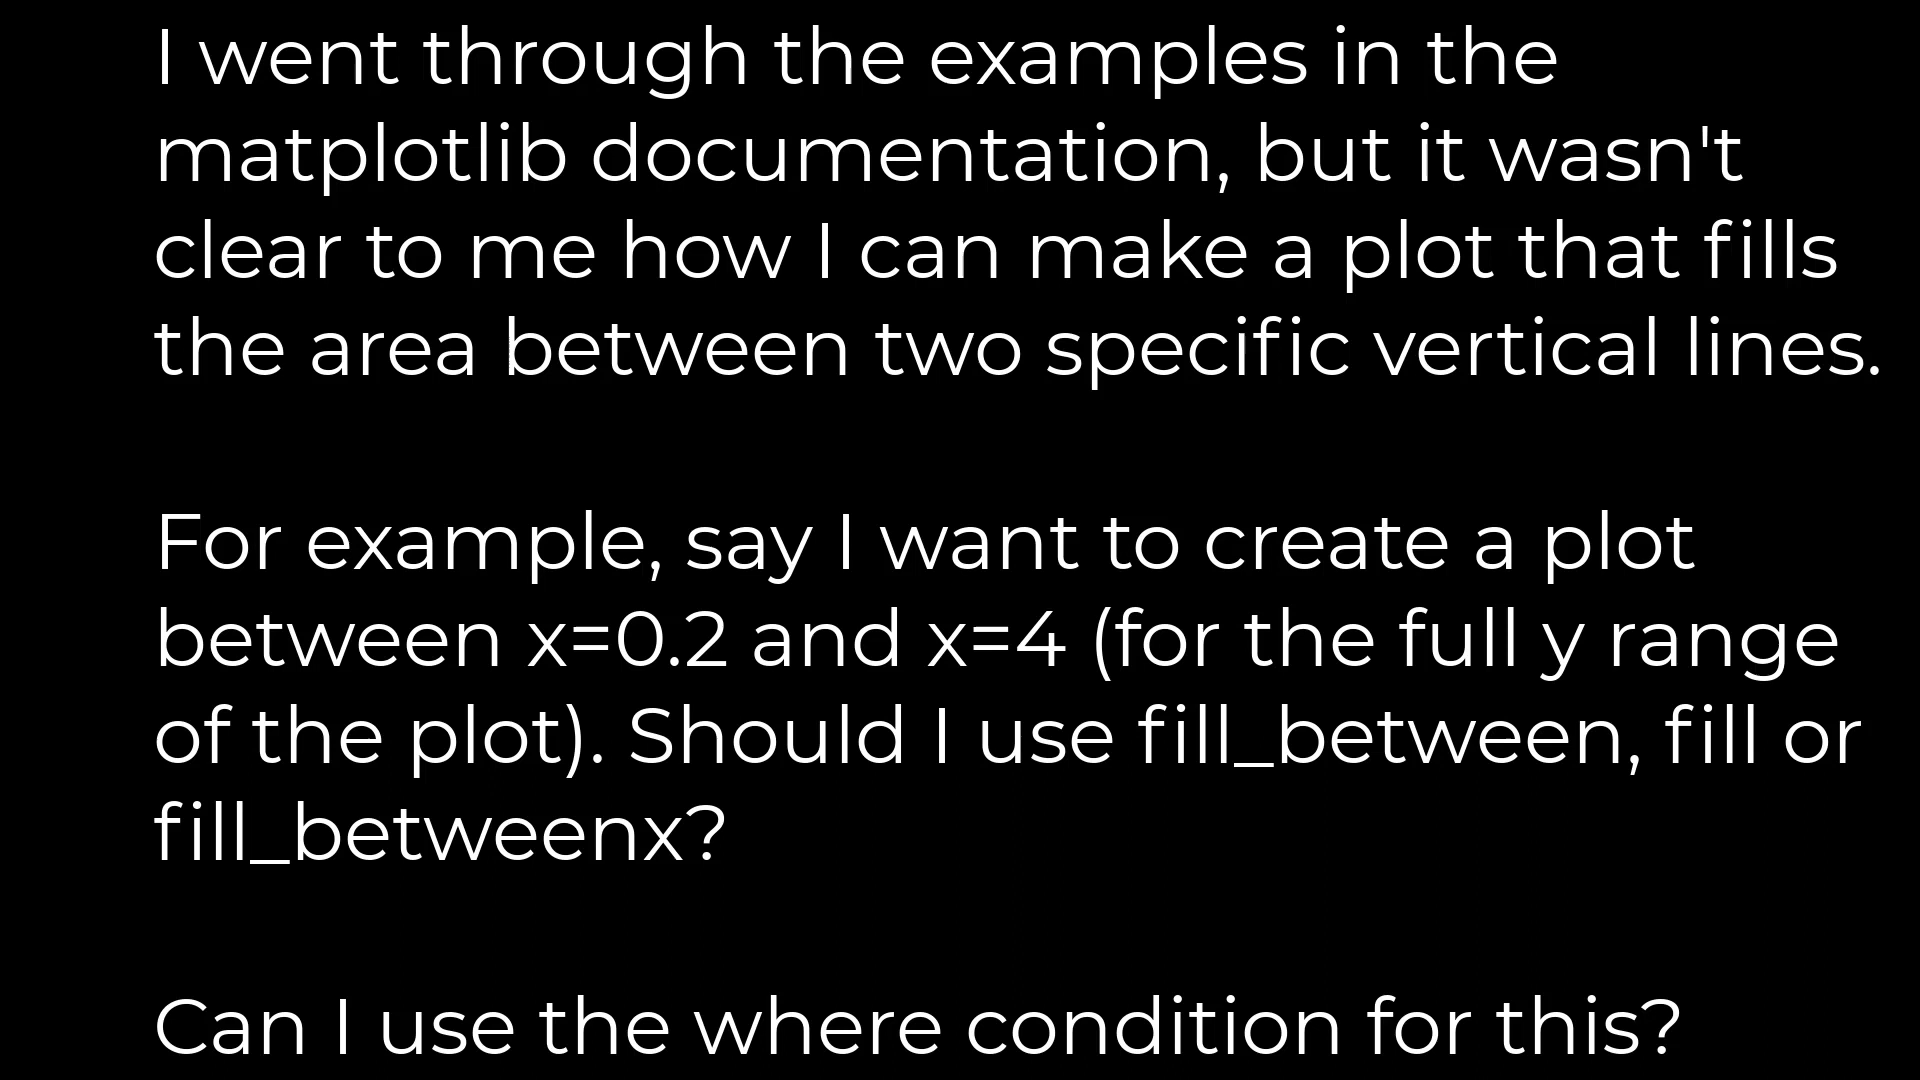 I went through the examples in the
matplotlib documentation, but it wasn't
clear to me how I can make a plot that fills
the area between two specific vertical lines.
For example, say I want to create a plot
between x=0.2 and x=4 (for the full y range
of the plot). Should I use fill_between, fill or
fill_betweenx?
Can I use the where condition for this?